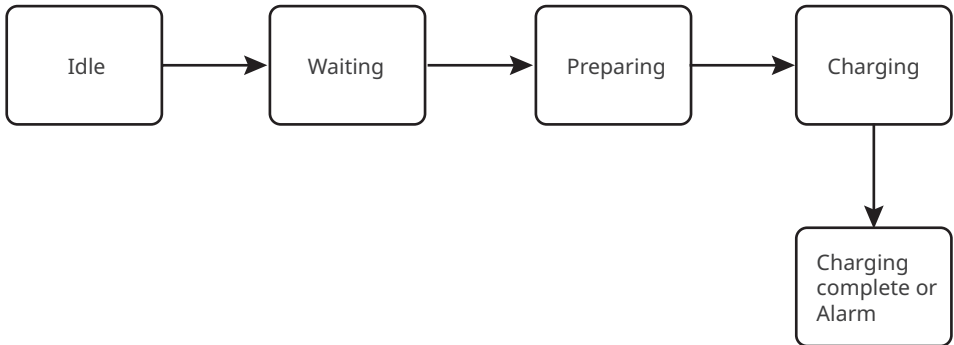 Idle
Waiting
Preparing
Charging
Charging
complete or
Alarm